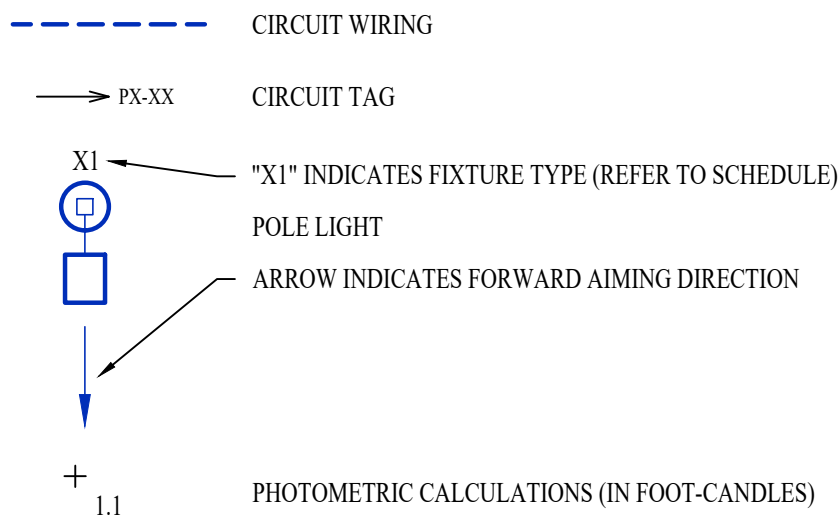 CIRCUIT WIRING
PX-XX CIRCUIT TAG
X1
"X1" INDICATES FIXTURE TYPE (REFER TO SCHEDULE)
POLE LIGHT
ARROW INDICATES FORWARD AIMING DIRECTION
1.1 PHOTOMETRIC CALCULATIONS (IN FOOT-CANDLES)